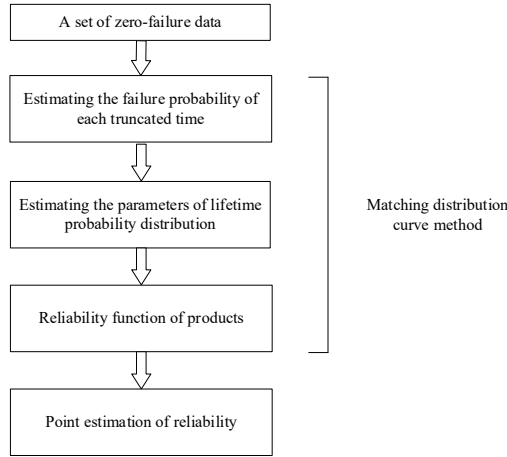 A set of zero-failure data
Estimating the failure probability of
each truncated time
Estimating the parameters of lifetime
probability distribution
Matching distribution
curve method
Reliability function of products
Point estimation of reliability